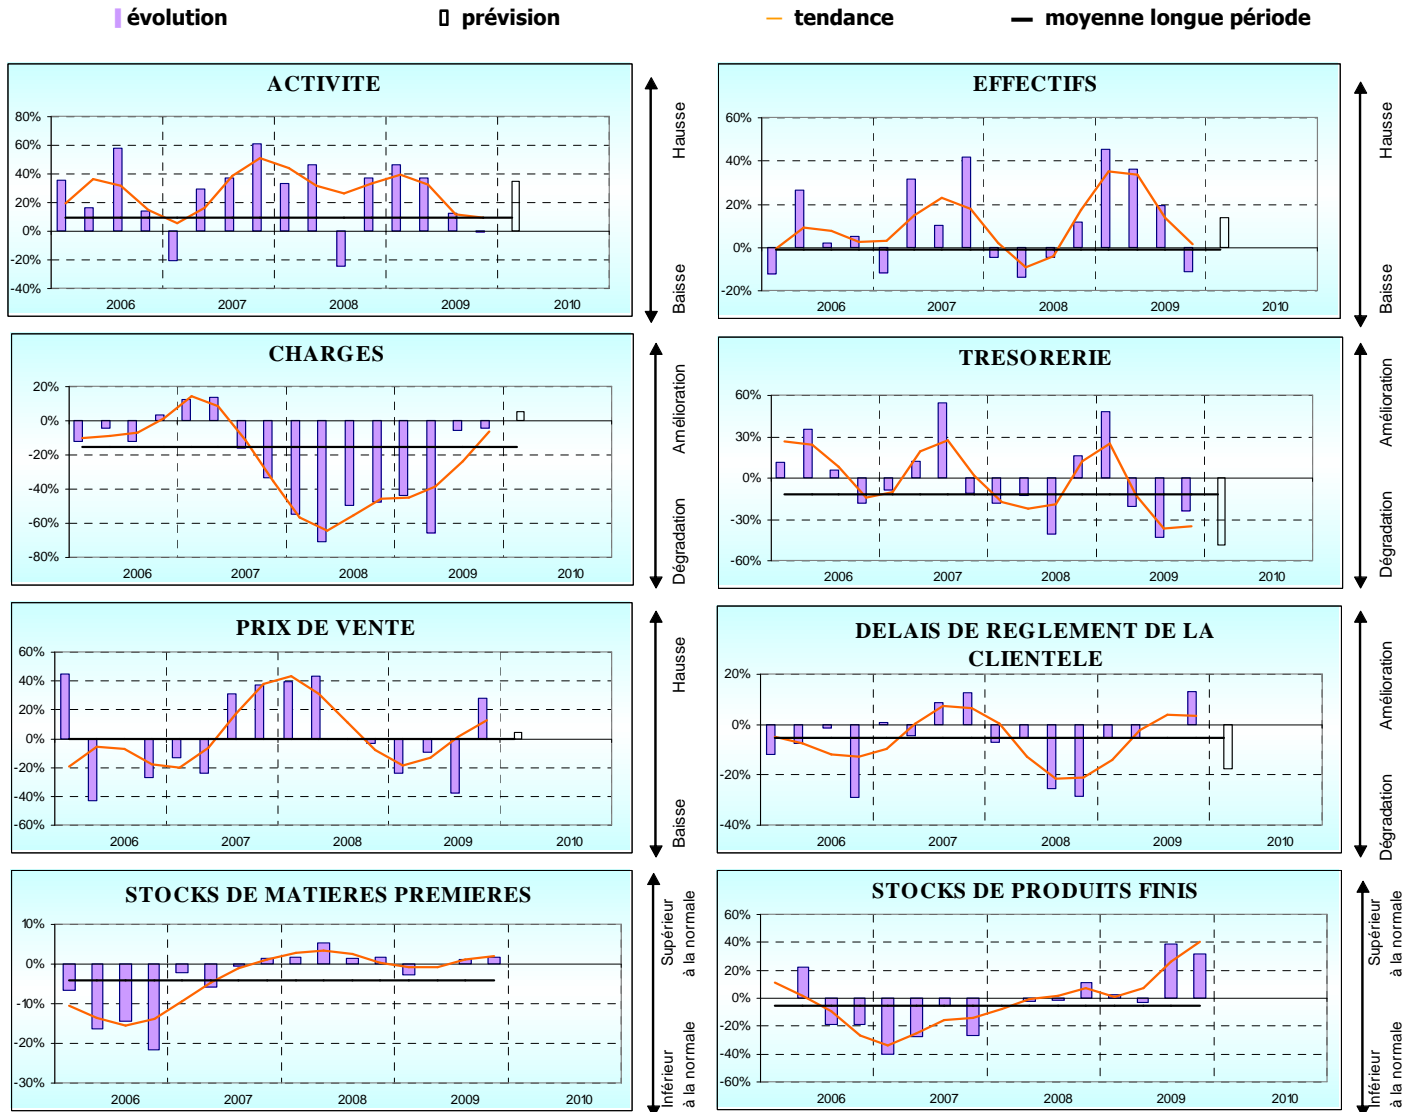 évolution prévision tendance moyenne longue période
ACTIVITE
80%
60%
40%
20%
0%
-20%
-40%
2006 2007 2008 2009 2010
Hausse
Baisse
EFFECTIFS
60%
40%
20%
0%
-20%
2006 2007 2008 2009 2010
Hausse
Baisse
CHARGES
20%
0%
-20%
-40%
-60%
-80%
2006 2007 2008 2009 2010
Amélioration
Dégradation
TRESORERIE
60%
30%
0%
-30%
-60%
2006 2007 2008 2009 2010
Amélioration
Dégradation
PRIX DE VENTE
60%
40%
20%
0%
-20%
-40%
-60%
2006 2007 2008 2009 2010
Hausse
Baisse
DELAIS DE REGLEMENT DE LA
CLIENTELE
20%
0%
-20%
-40%
2006 2007 2008 2009 2010
Amélioration
Dégradation
STOCKS DE MATIERES PREMIERES
10%
0%
-10%
-20%
-30%
2006 2007 2008 2009 2010
Supérieur
à la normale
Inférieur
à la normale
STOCKS DE PRODUITS FINIS
60%
40%
20%
0%
-20%
-40%
-60%
2006 2007 2008 2009 2010
Supérieur
à la normale
Inférieur
à la normale